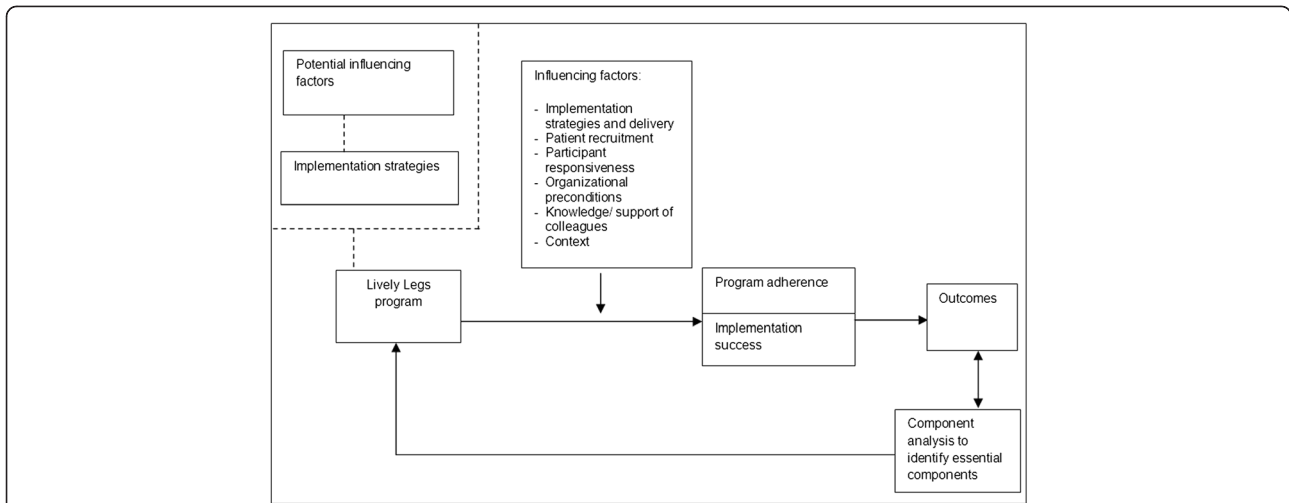 Potential influencing
factors
Implementation strategies
Influencing factors:
- Implementation
strategies and delivery
- Patient recruitment
- Participant
responsiveness
- Organizational
preconditions
- Knowledge/ support of
colleagues
- Context
Lively Legs
program
Program adherence
Implementation
success
Outcomes
Component
analysis to
identify essential
components